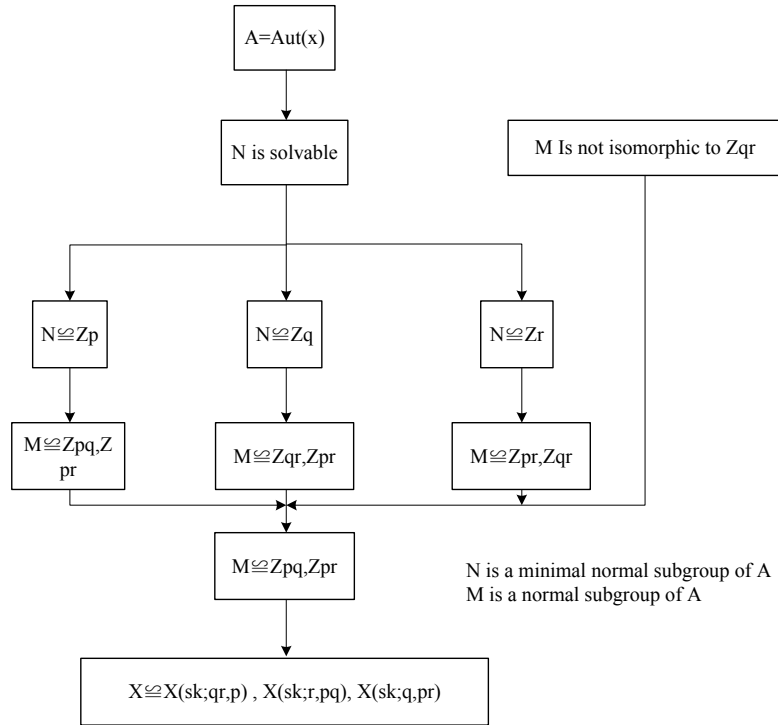 A=Aut(x)
N is solvable
M Is not isomorphic to Zqr
N≌Zp
N≌Zq
N≌Zr
M≌Zpq,Z
pr
M≌Zqr,Zpr
M≌Zpr,Zqr
M≌Zpq,Zpr
N is a minimal normal subgroup of A
M is a normal subgroup of A
X≌X(sk;qr,p) , X(sk;r,pq), X(sk;q,pr)